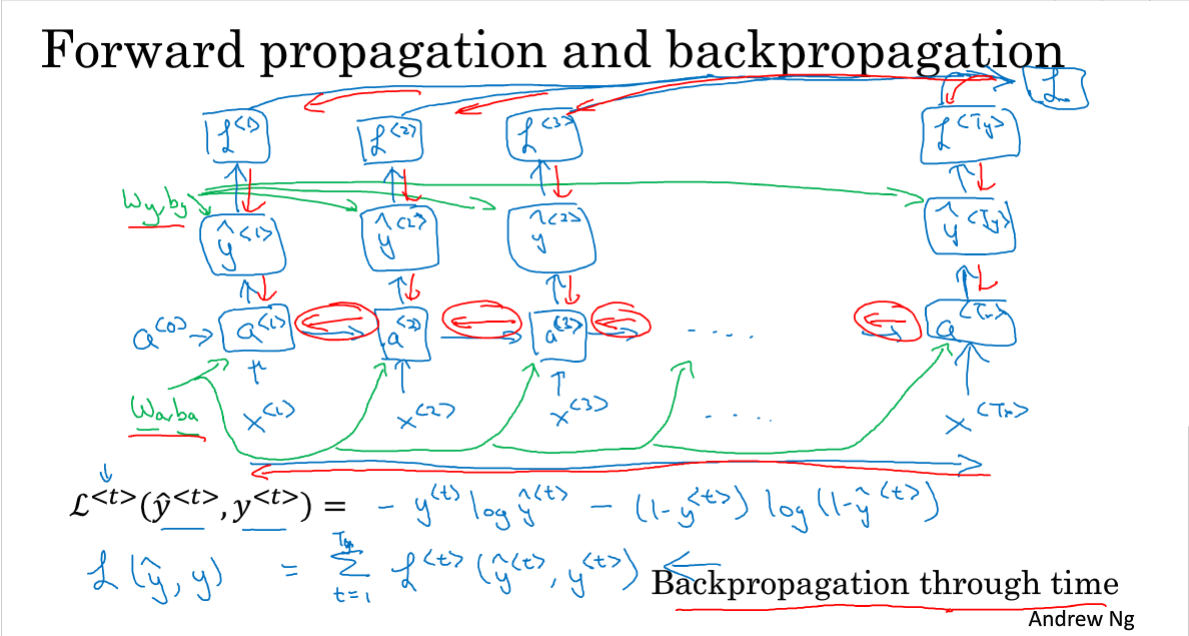 Forward propagation and backpropagation
ℒ
ℒ<1> ℒ<2> ℒ<3> ℒ<Ty>
Wy, by
ŷ<1> ŷ<2> ŷ<3> ŷ<Ty>
a<0> → a<1> a<2> a<3> .... a<Tx>
Wa, ba
x<1> x<2> x<3> .... x<Tx>
ℒ<t>(ŷ<t>, y<t>) = - y<t> log ŷ<t> - (1-y<t>) log (1-ŷ<t>)
ℒ(ŷ, y) = Σ t=1 Ty ℒ<t>(ŷ<t>, y<t>) ←
Backpropagation through time
Andrew Ng